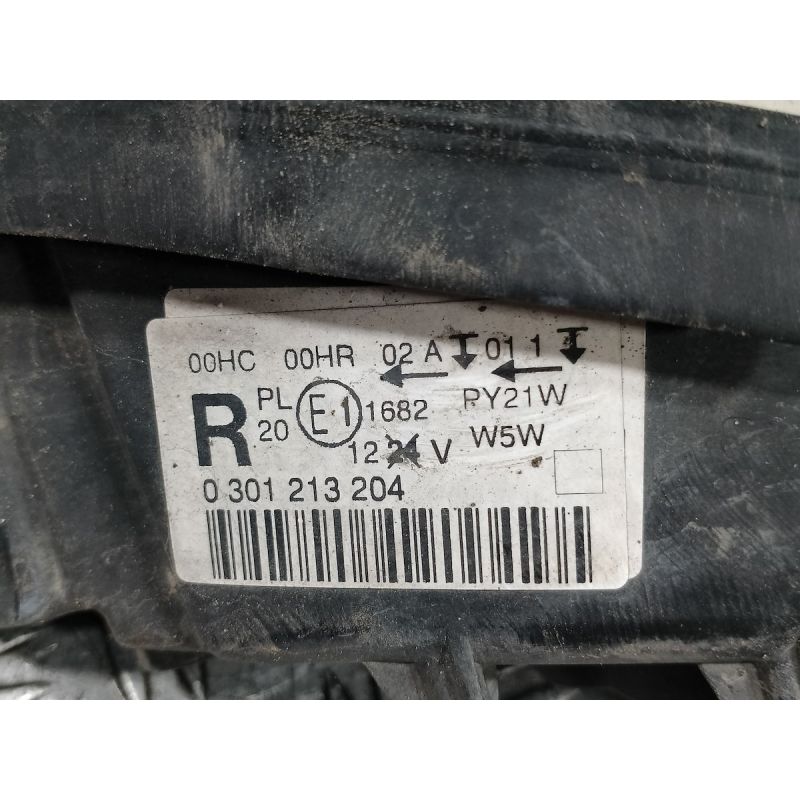 00HC 00HR 02 A 01 1
R PL 20 E1 1682 PY21W
12 24 V W5W
0 301 213 204